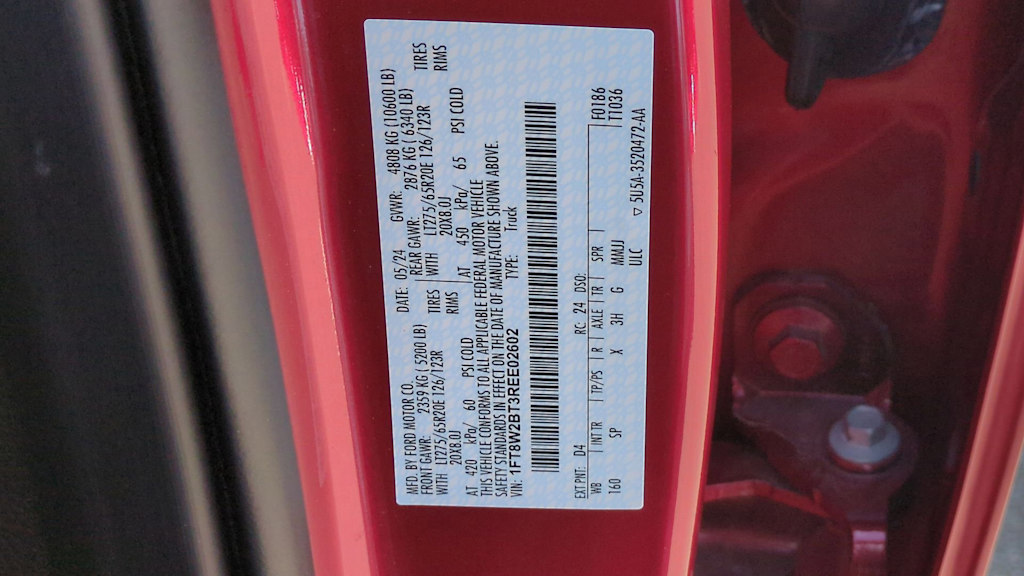 MFD. BY FORD MOTOR CO. DATE: 05/24 GVWR: 4808 KG (10600 LB)
FRONT GAWR: 2359 KG ( 5200 LB) REAR GAWR: 2876 KG ( 6340 LB)
WITH LT275/65R20E 126/123R TIRES WITH LT275/65R20E 126/123R TIRES
20X8.0J RIMS 20X8.0J RIMS
AT 420 kPa/ 60 PSI COLD AT 450 kPa/ 65 PSI COLD
THIS VEHICLE CONFORMS TO ALL APPLICABLE FEDERAL MOTOR VEHICLE
SAFETY STANDARDS IN EFFECT ON THE DATE OF MANUFACTURE SHOWN ABOVE.
VIN: 1FT8W2BT3REE02602 TYPE: Truck
F0186
EXT PNT: D4 RC: 24 DSO: T1036
WB INTTR TP/PS R AXLE TR SPR
160 SP X 3H G MMJU
ULC
▽ 5U5A-3520472-AA